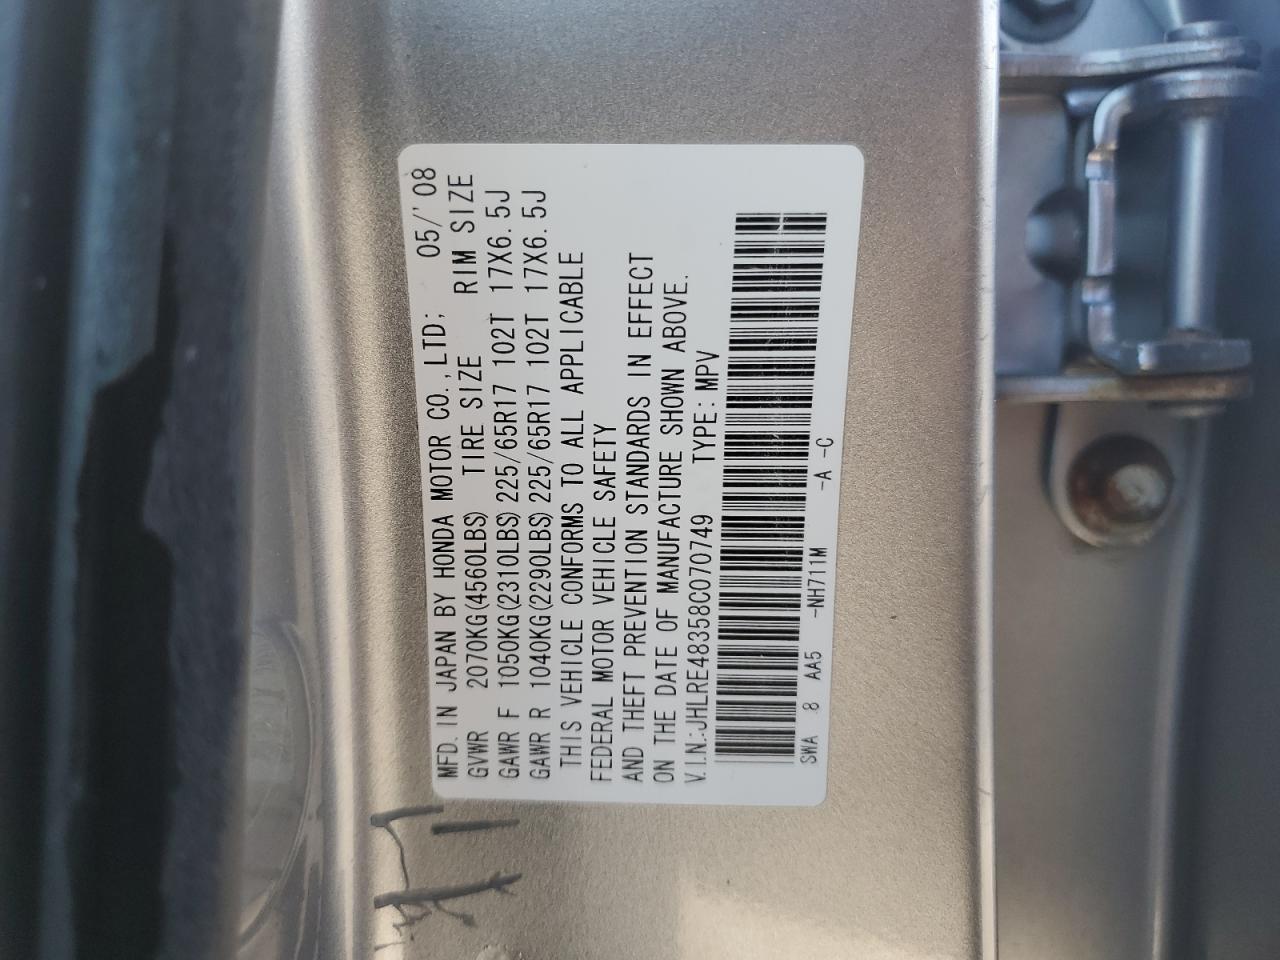 MFD. IN JAPAN BY HONDA MOTOR CO., LTD; 05/'08
GVWR 2070KG(4560LBS) TIRE SIZE RIM SIZE
GAWR F 1050KG(2310LBS) 225/65R17 102T 17X6.5J
GAWR R 1040KG(2290LBS) 225/65R17 102T 17X6.5J
THIS VEHICLE CONFORMS TO ALL APPLICABLE
FEDERAL MOTOR VEHICLE SAFETY
AND THEFT PREVENTION STANDARDS IN EFFECT
ON THE DATE OF MANUFACTURE SHOWN ABOVE.
V.I.N.:JHLRE48358C070749 TYPE:MPV
SWA 8 AA5 -NH711M -A -C